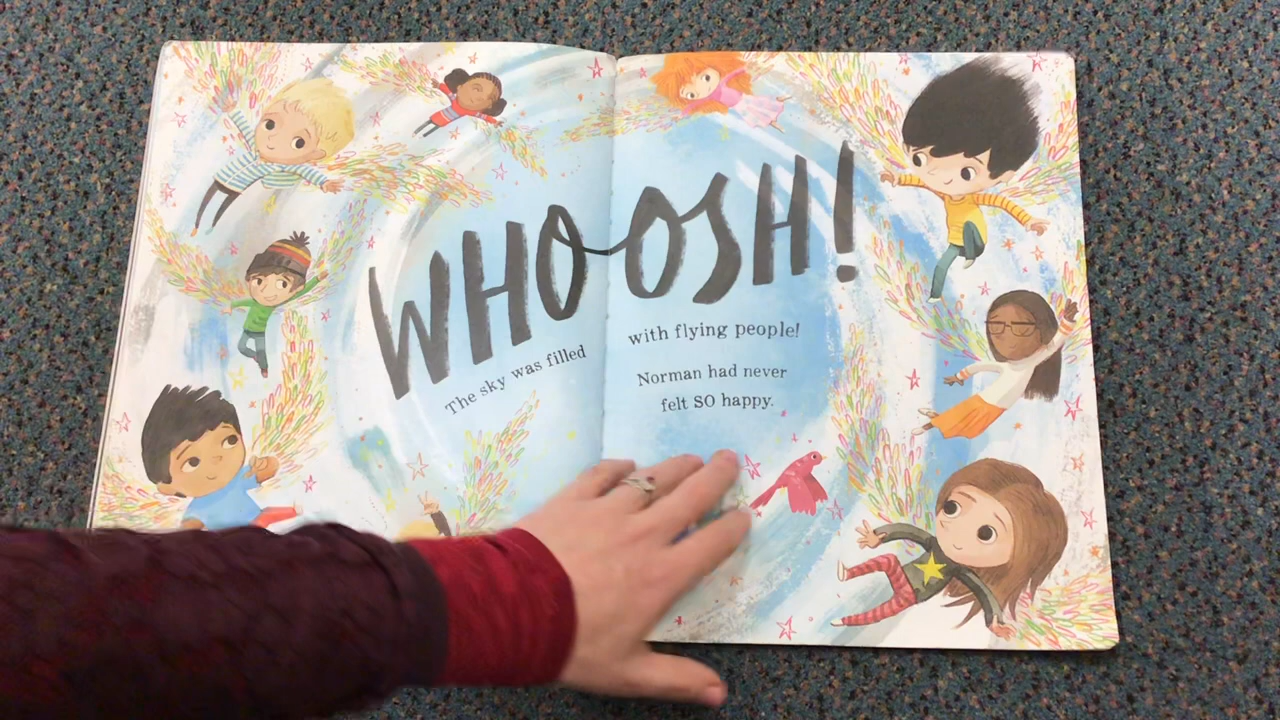 WHOOSH!
The sky was filled
with flying people!
Norman had never
felt SO happy.